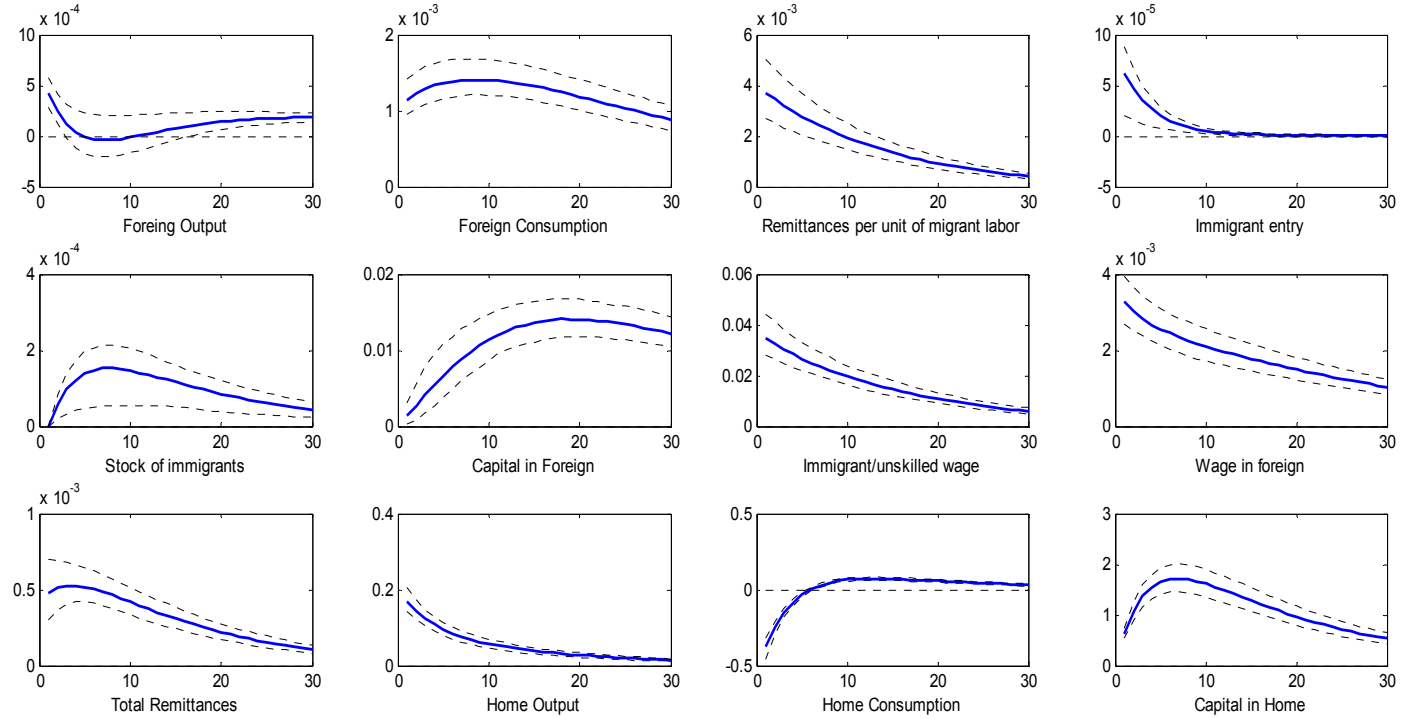 x 10-4 x 10-3 x 10-3 x 10-5
10 2 6 10
5 4 5
0 1 2 0
-5 0 0 -5
0 10 20 30 0 10 20 30 0 10 20 30 0 10 20 30
Foreing Output Foreign Consumption Remittances per unit of migrant labor Immigrant entry
x 10-4 x 10-3
4 0.02 0.06 4
0.04
2 0.01 2
0.02
0 0 0 0
0 10 20 30 0 10 20 30 0 10 20 30 0 10 20 30
Stock of immigrants Capital in Foreign Immigrant/unskilled wage Wage in foreign
x 10-3
1 0.4 0.5 3
2
0.5 0.2 0
1
0 0 -0.5 0
0 10 20 30 0 10 20 30 0 10 20 30 0 10 20 30
Total Remittances Home Output Home Consumption Capital in Home